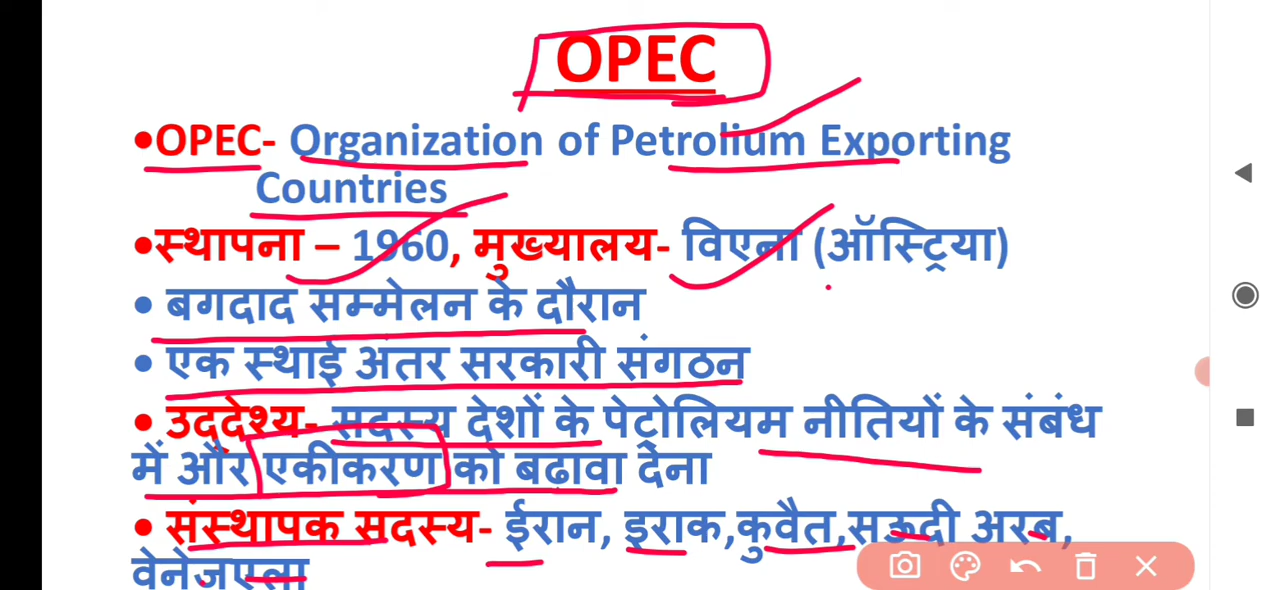 OPEC
•OPEC- Organization of Petrolium Exporting
Countries
•स्थापना – 1960, मुख्यालय- विएना (ऑस्ट्रिया)
• बगदाद सम्मेलन के दौरान
• एक स्थाई अतर सरकारी संगठन
• उद्देश्य- सदस्य देशों के पेट्रोलियम नीतियों के संबंध
में और एकीकरण को बढ़ावा देना
• संस्थापक सदस्य- ईरान, इराक,कुवैत,सऊदी अरब,
वेनेजएला